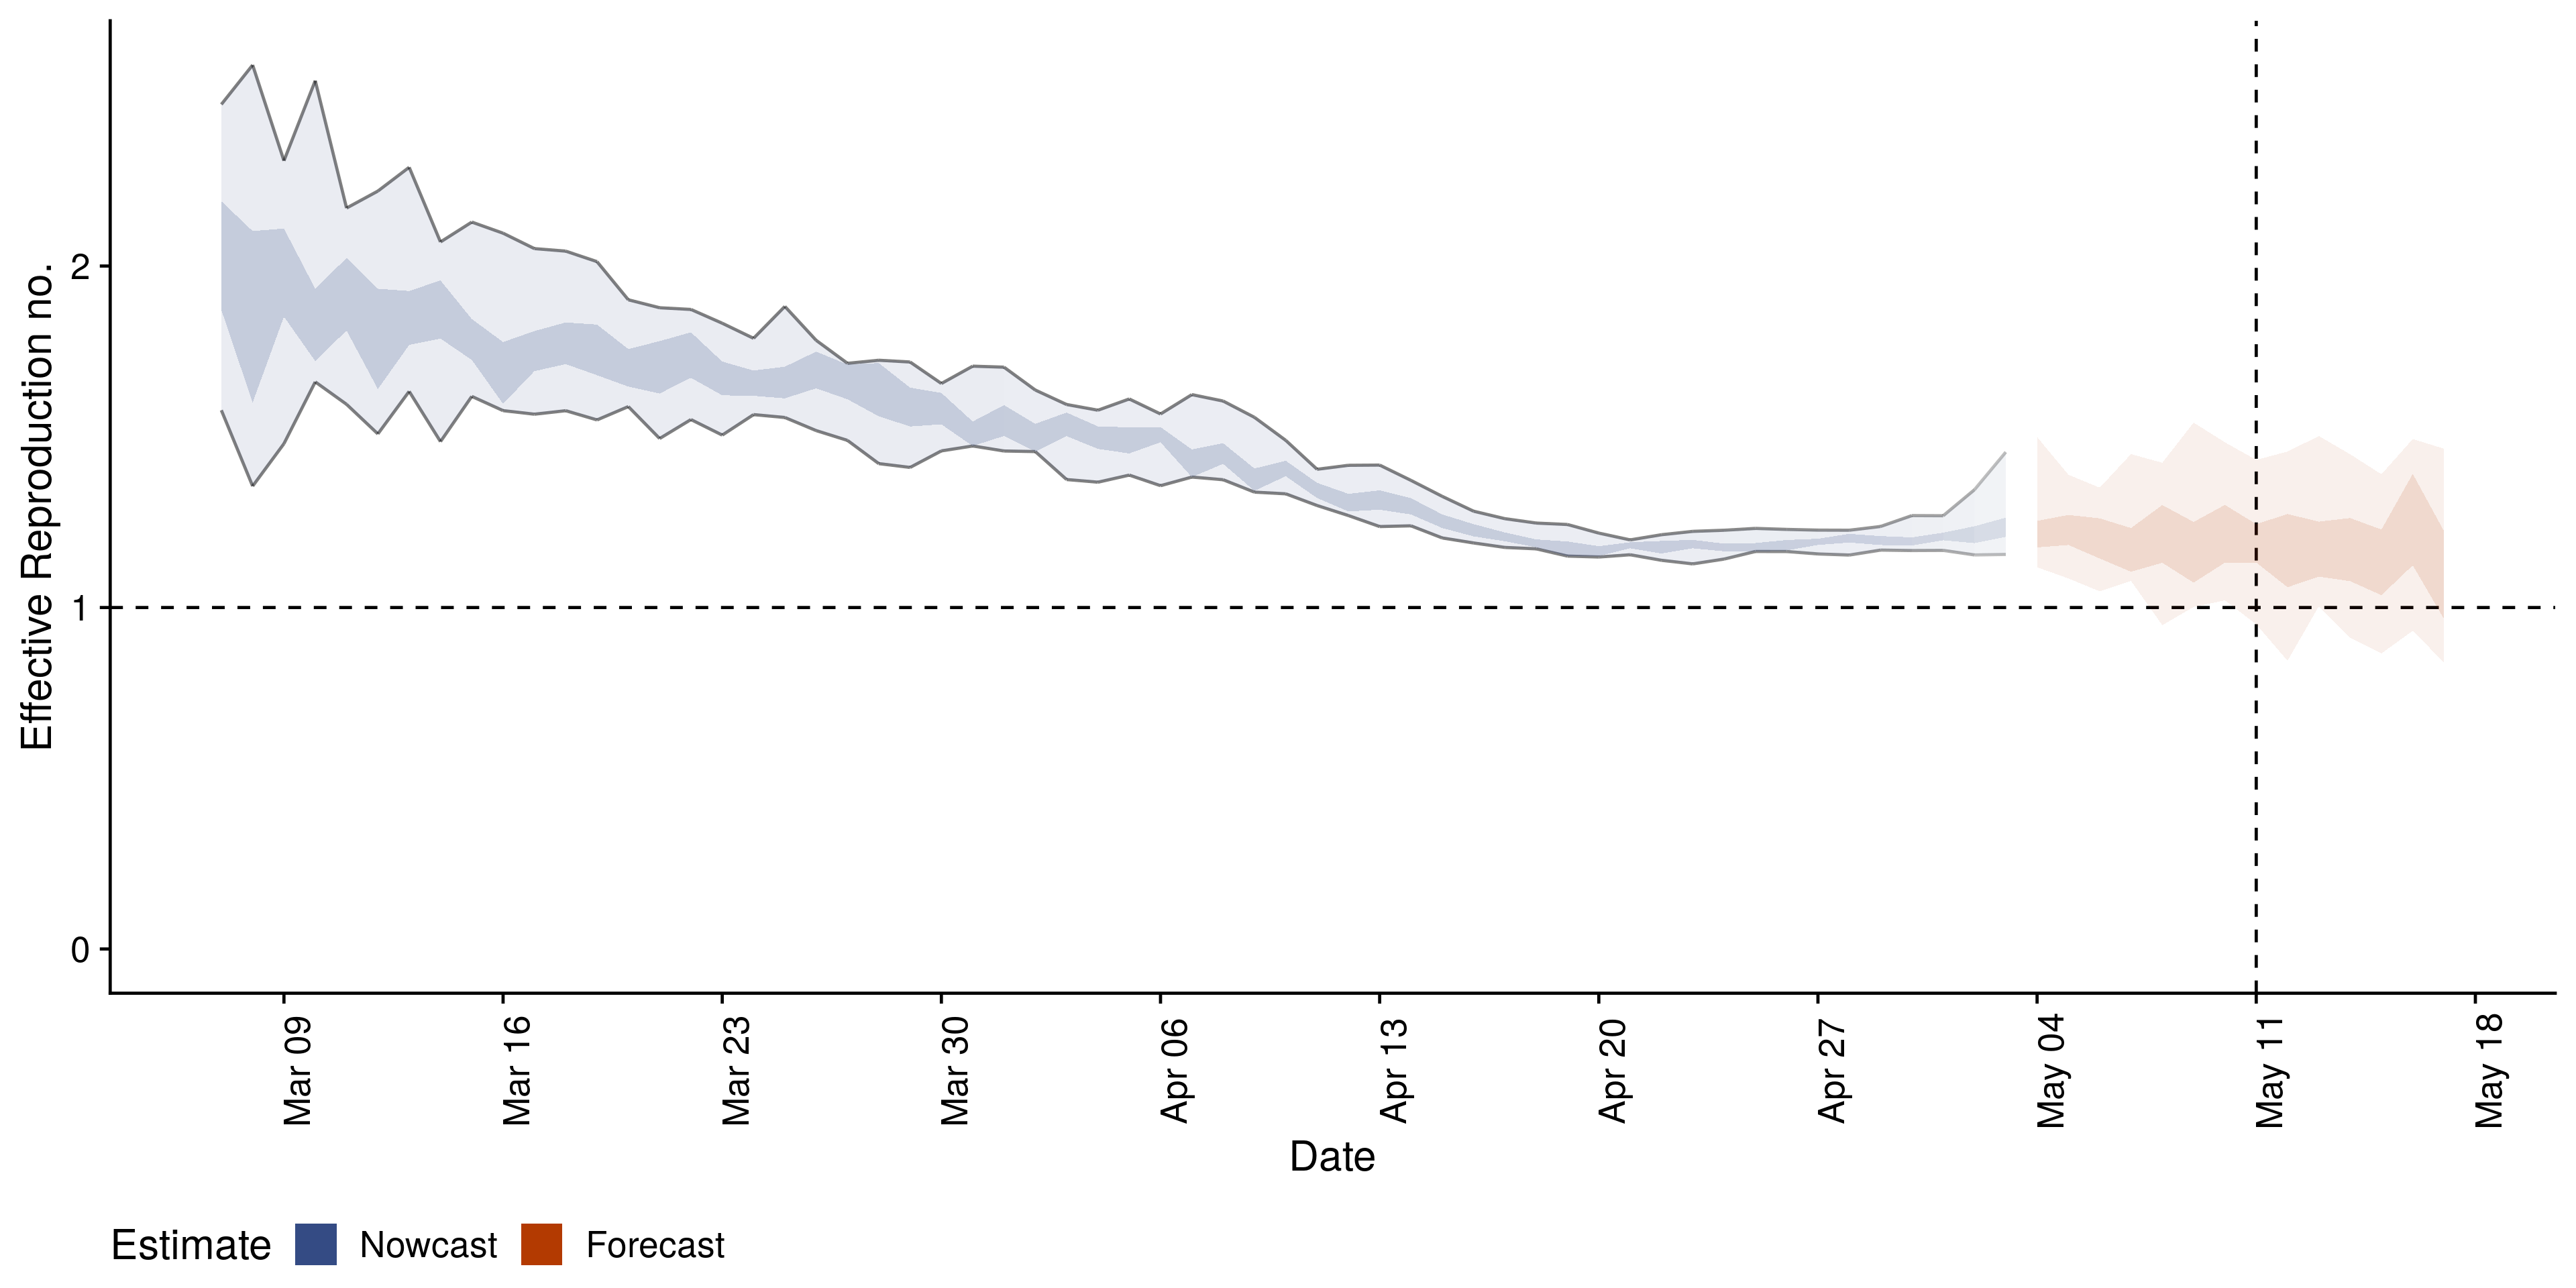 Effective Reproduction no.
2
1
0
Mar 09
Mar 16
Mar 23
Mar 30
Apr 06
Apr 13
Apr 20
Apr 27
May 04
May 11
May 18
Date
Estimate Nowcast Forecast